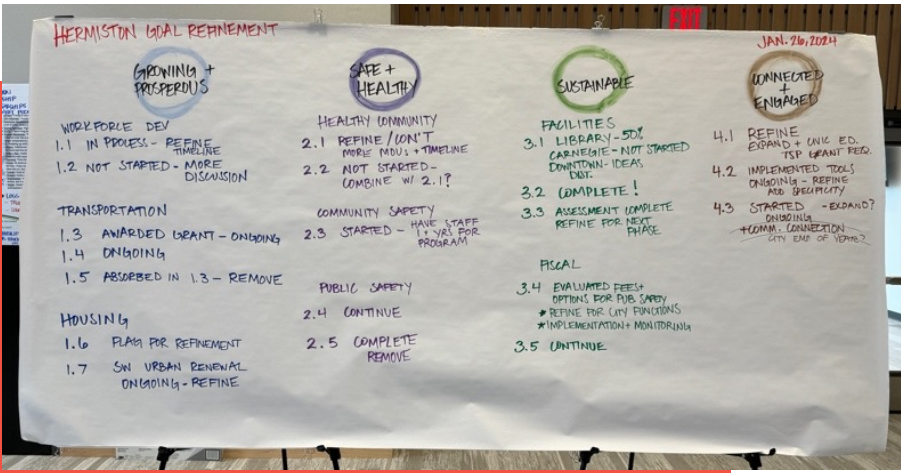 HERMISTON GOAL REFINEMENT
EXIT
JAN. 26, 2024
GROWING +
PROSPEROUS
WORKFORCE DEV
1.1 IN PROCESS - REFINE
TIMELINE
1.2 NOT STARTED - MORE
DISCUSSION
TRANSPORTATION
1.3 AWARDED GRANT - ONGOING
1.4 ONGOING
1.5 ABSORBED IN 1.3 - REMOVE
HOUSING
1.6 FLAG FOR REFINEMENT
1.7 SW URBAN RENEWAL
ONGOING - REFINE
SAFE +
HEALTHY
HEALTHY COMMUNITY
2.1 REFINE / CON'T
MORE MOUs + TIMELINE
2.2 NOT STARTED -
COMBINE W/ 2.1?
COMMUNITY SAFETY
2.3 STARTED - HAVE STAFF
YRS FOR
PROGRAM
PUBLIC SAFETY
2.4 CONTINUE
2.5 COMPLETE
REMOVE
SUSTAINABLE
FACILITIES
3.1 LIBRARY - 50%
CARNEGIE - NOT STARTED
DOWNTOWN - IDEAS
DIST.
3.2 COMPLETE!
3.3 ASSESSMENT COMPLETE
REFINE FOR NEXT
PHASE
FISCAL
3.4 EVALUATED FEES +
OPTIONS FOR PUB SAFETY
* REFINE FOR CITY FUNCTIONS
* IMPLEMENTATION + MONITORING
3.5 CONTINUE
CONNECTED
+
ENGAGED
4.1 REFINE
EXPAND + CIVIC ED.
TSP GRANT REQ.
4.2 IMPLEMENTED TOOLS
ONGOING - REFINE
ADD SPECIFICITY
4.3 STARTED - EXPAND?
ONGOING
+ COMM. CONNECTION
CITY EMP OF YEAR?